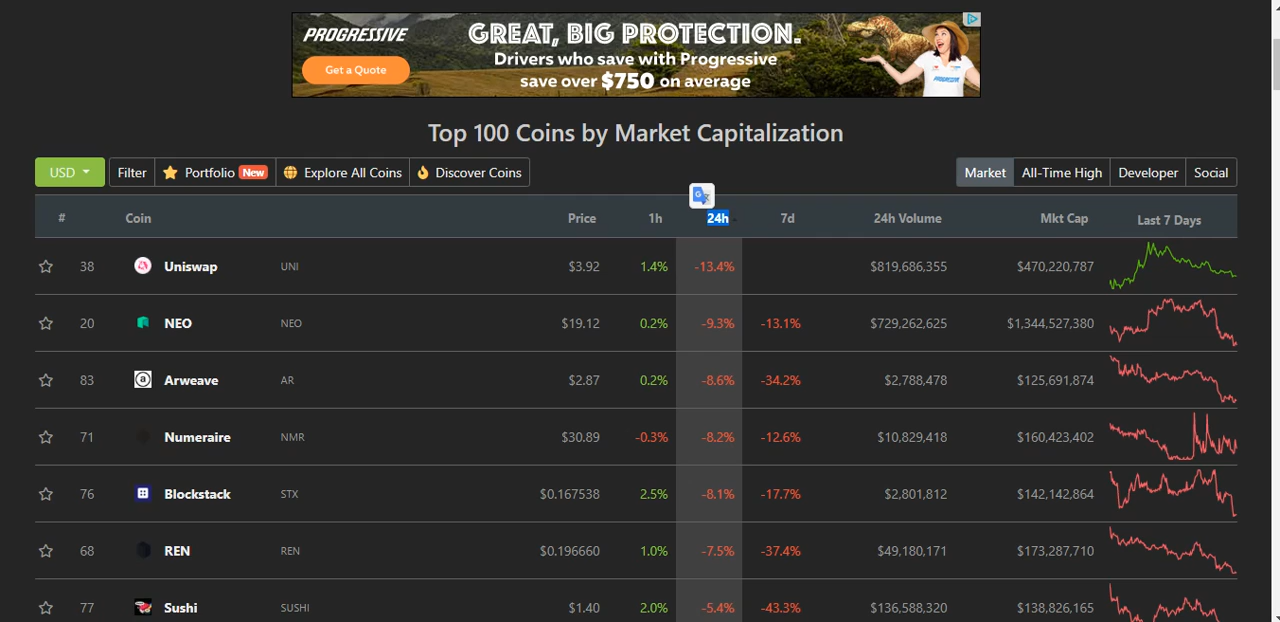 PROGRESSIVE
Get a Quote
GREAT, BIG PROTECTION.
Drivers who save with Progressive
save over $750 on average
PROGRESSIVE
Top 100 Coins by Market Capitalization
USD Filter Portfolio New Explore All Coins Discover Coins Market All-Time High Developer Social
# Coin Price 1h 24h 7d 24h Volume Mkt Cap Last 7 Days
38 Uniswap UNI $3.92 1.4% -13.4% $819,686,355 $470,220,787
20 NEO NEO $19.12 0.2% -9.3% -13.1% $729,262,625 $1,344,527,380
83 Arweave AR $2.87 0.2% -8.6% -34.2% $2,788,478 $125,691,874
71 Numeraire NMR $30.89 -0.3% -8.2% -12.6% $10,829,418 $160,423,402
76 Blockstack STX $0.167538 2.5% -8.1% -17.7% $2,801,812 $142,142,864
68 REN REN $0.196660 1.0% -7.5% -37.4% $49,180,171 $173,287,710
77 Sushi SUSHI $1.40 2.0% -5.4% -43.3% $136,588,320 $138,826,165